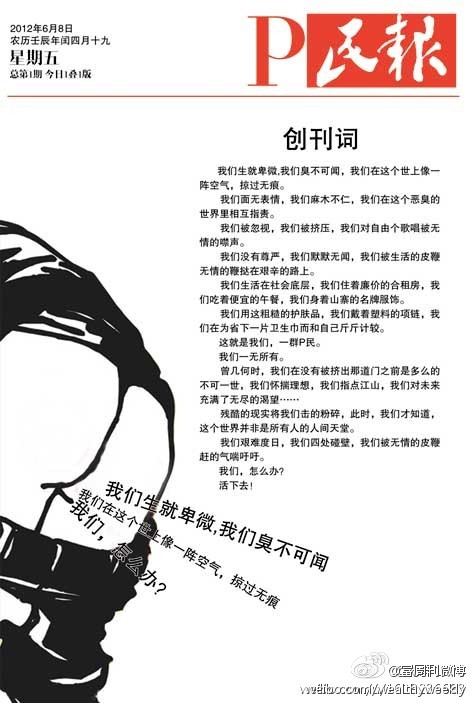 2012年6月8日
农历壬辰年闰四月十九
星期五
总第1期 今日1叠1版
P民报
创刊词
我们生就卑微,我们臭不可闻，我们在这个世上像一
阵空气，掠过无痕。
我们面无表情，我们麻木不仁，我们在这个恶臭的
世界里相互指责。
我们被忽视，我们被挤压，我们对自由个歌唱被无
情的噤声。
我们没有尊严，我们默默无闻，我们被生活的皮鞭
无情的鞭挞在艰辛的路上。
我们生活在社会底层，我们住着廉价的合租房，我
们吃着便宜的午餐，我们身着山寨的名牌服饰。
我们用这粗糙的护肤品，我们戴着塑料的项链，我
们在为省下一片卫生巾而和自己斤斤计较。
这就是我们，一群P民。
我们一无所有。
曾几何时，我们在没有被挤出那道门之前是多么的
不可一世，我们怀揣理想，我们指点江山，我们对未来
充满了无尽的渴望……
残酷的现实将我们击的粉碎，此时，我们才知道，
这个世界并非是所有人的人间天堂。
我们艰难度日，我们四处碰壁，我们被无情的皮鞭
赶的气喘吁吁。
我们，怎么办？
活下去！
我们生就卑微,我们臭不可闻
我们在这个世上像一阵空气，掠过无痕
我们，怎么办？